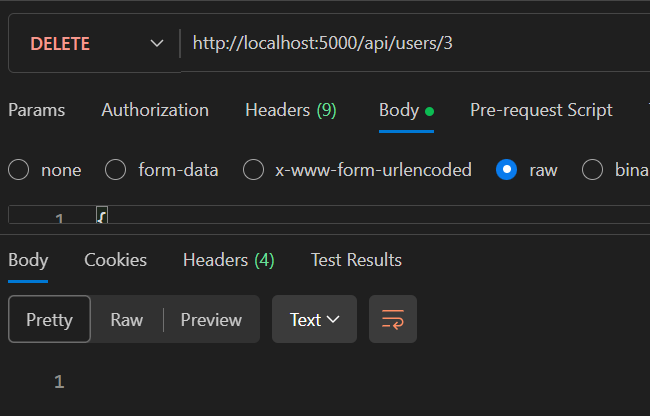 DELETE http://localhost:5000/api/users/3
Params Authorization Headers (9) Body Pre-request Script
none form-data x-www-form-urlencoded raw bina
1 {
Body Cookies Headers (4) Test Results
Pretty Raw Preview Text
1